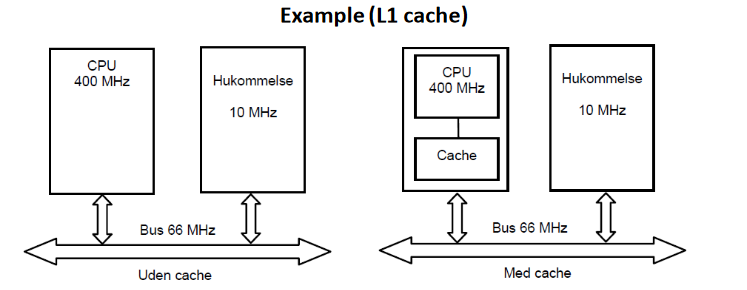 Example (L1 cache)
CPU
400 MHz
Hukommelse
10 MHz
Bus 66 MHz
Uden cache
CPU
400 MHz
Cache
Hukommelse
10 MHz
Bus 66 MHz
Med cache